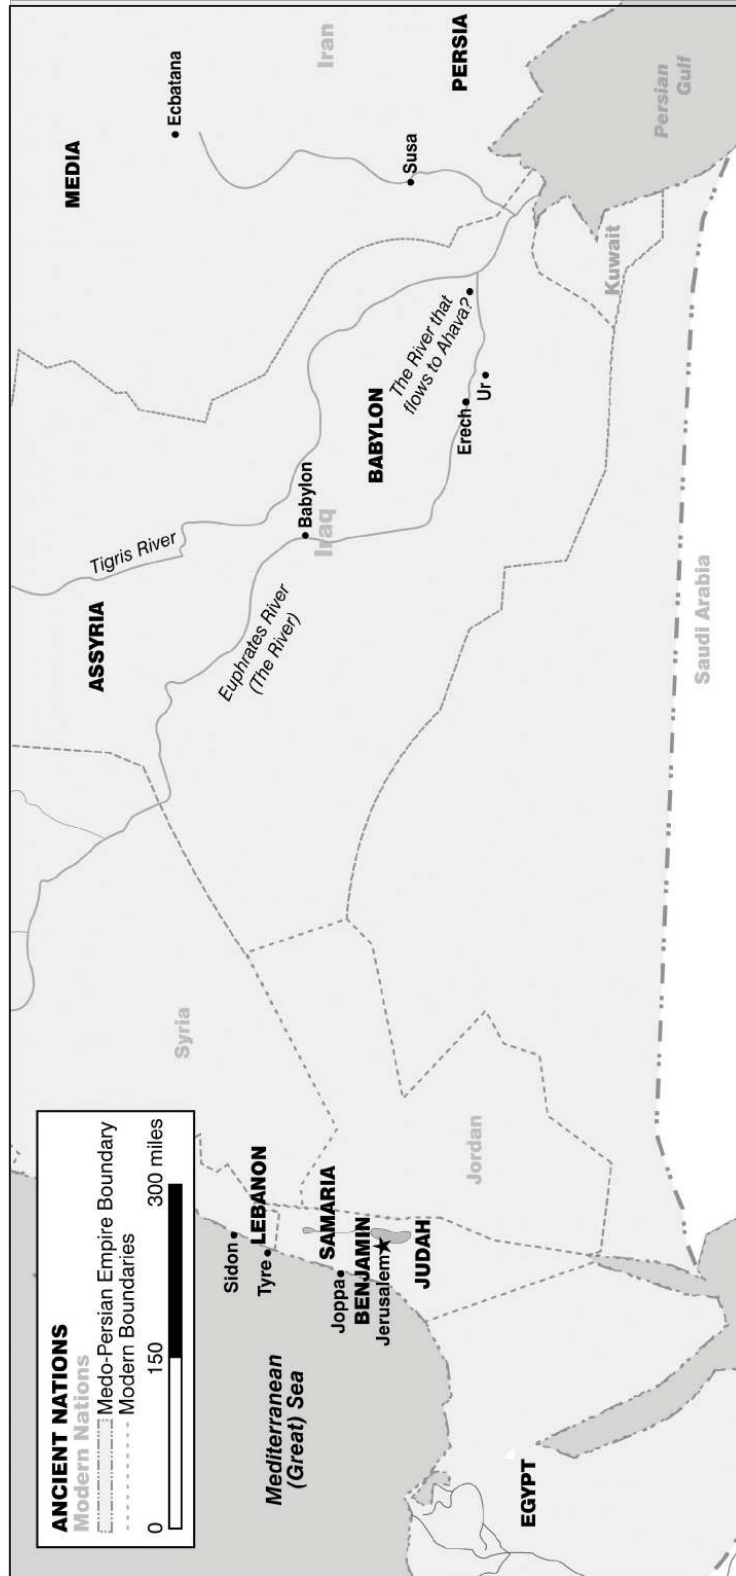 ANCIENT NATIONS
Modern Nations
Medo-Persian Empire Boundary
Modern Boundaries
0 150 300 miles
MEDIA
Ecbatana
Iran
PERSIA
Susa
Persian
Gulf
Kuwait
Tigris River
ASSYRIA
Euphrates River
(The River)
Babylon
Iraq
BABYLON
The River that
flows to Ahava?
Erech
Ur
Saudi Arabia
Syria
Jordan
Sidon
LEBANON
Tyre
SAMARIA
Joppa
BENJAMIN
Jerusalem
JUDAH
Mediterranean
(Great) Sea
EGYPT